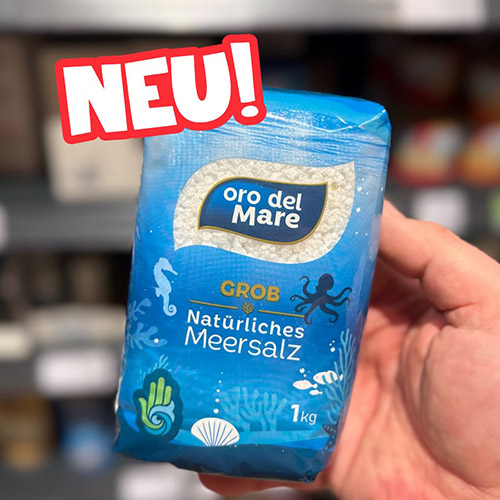 NEU!
oro del
Mare
®
GROB
Natürliches
Meersalz
1kg